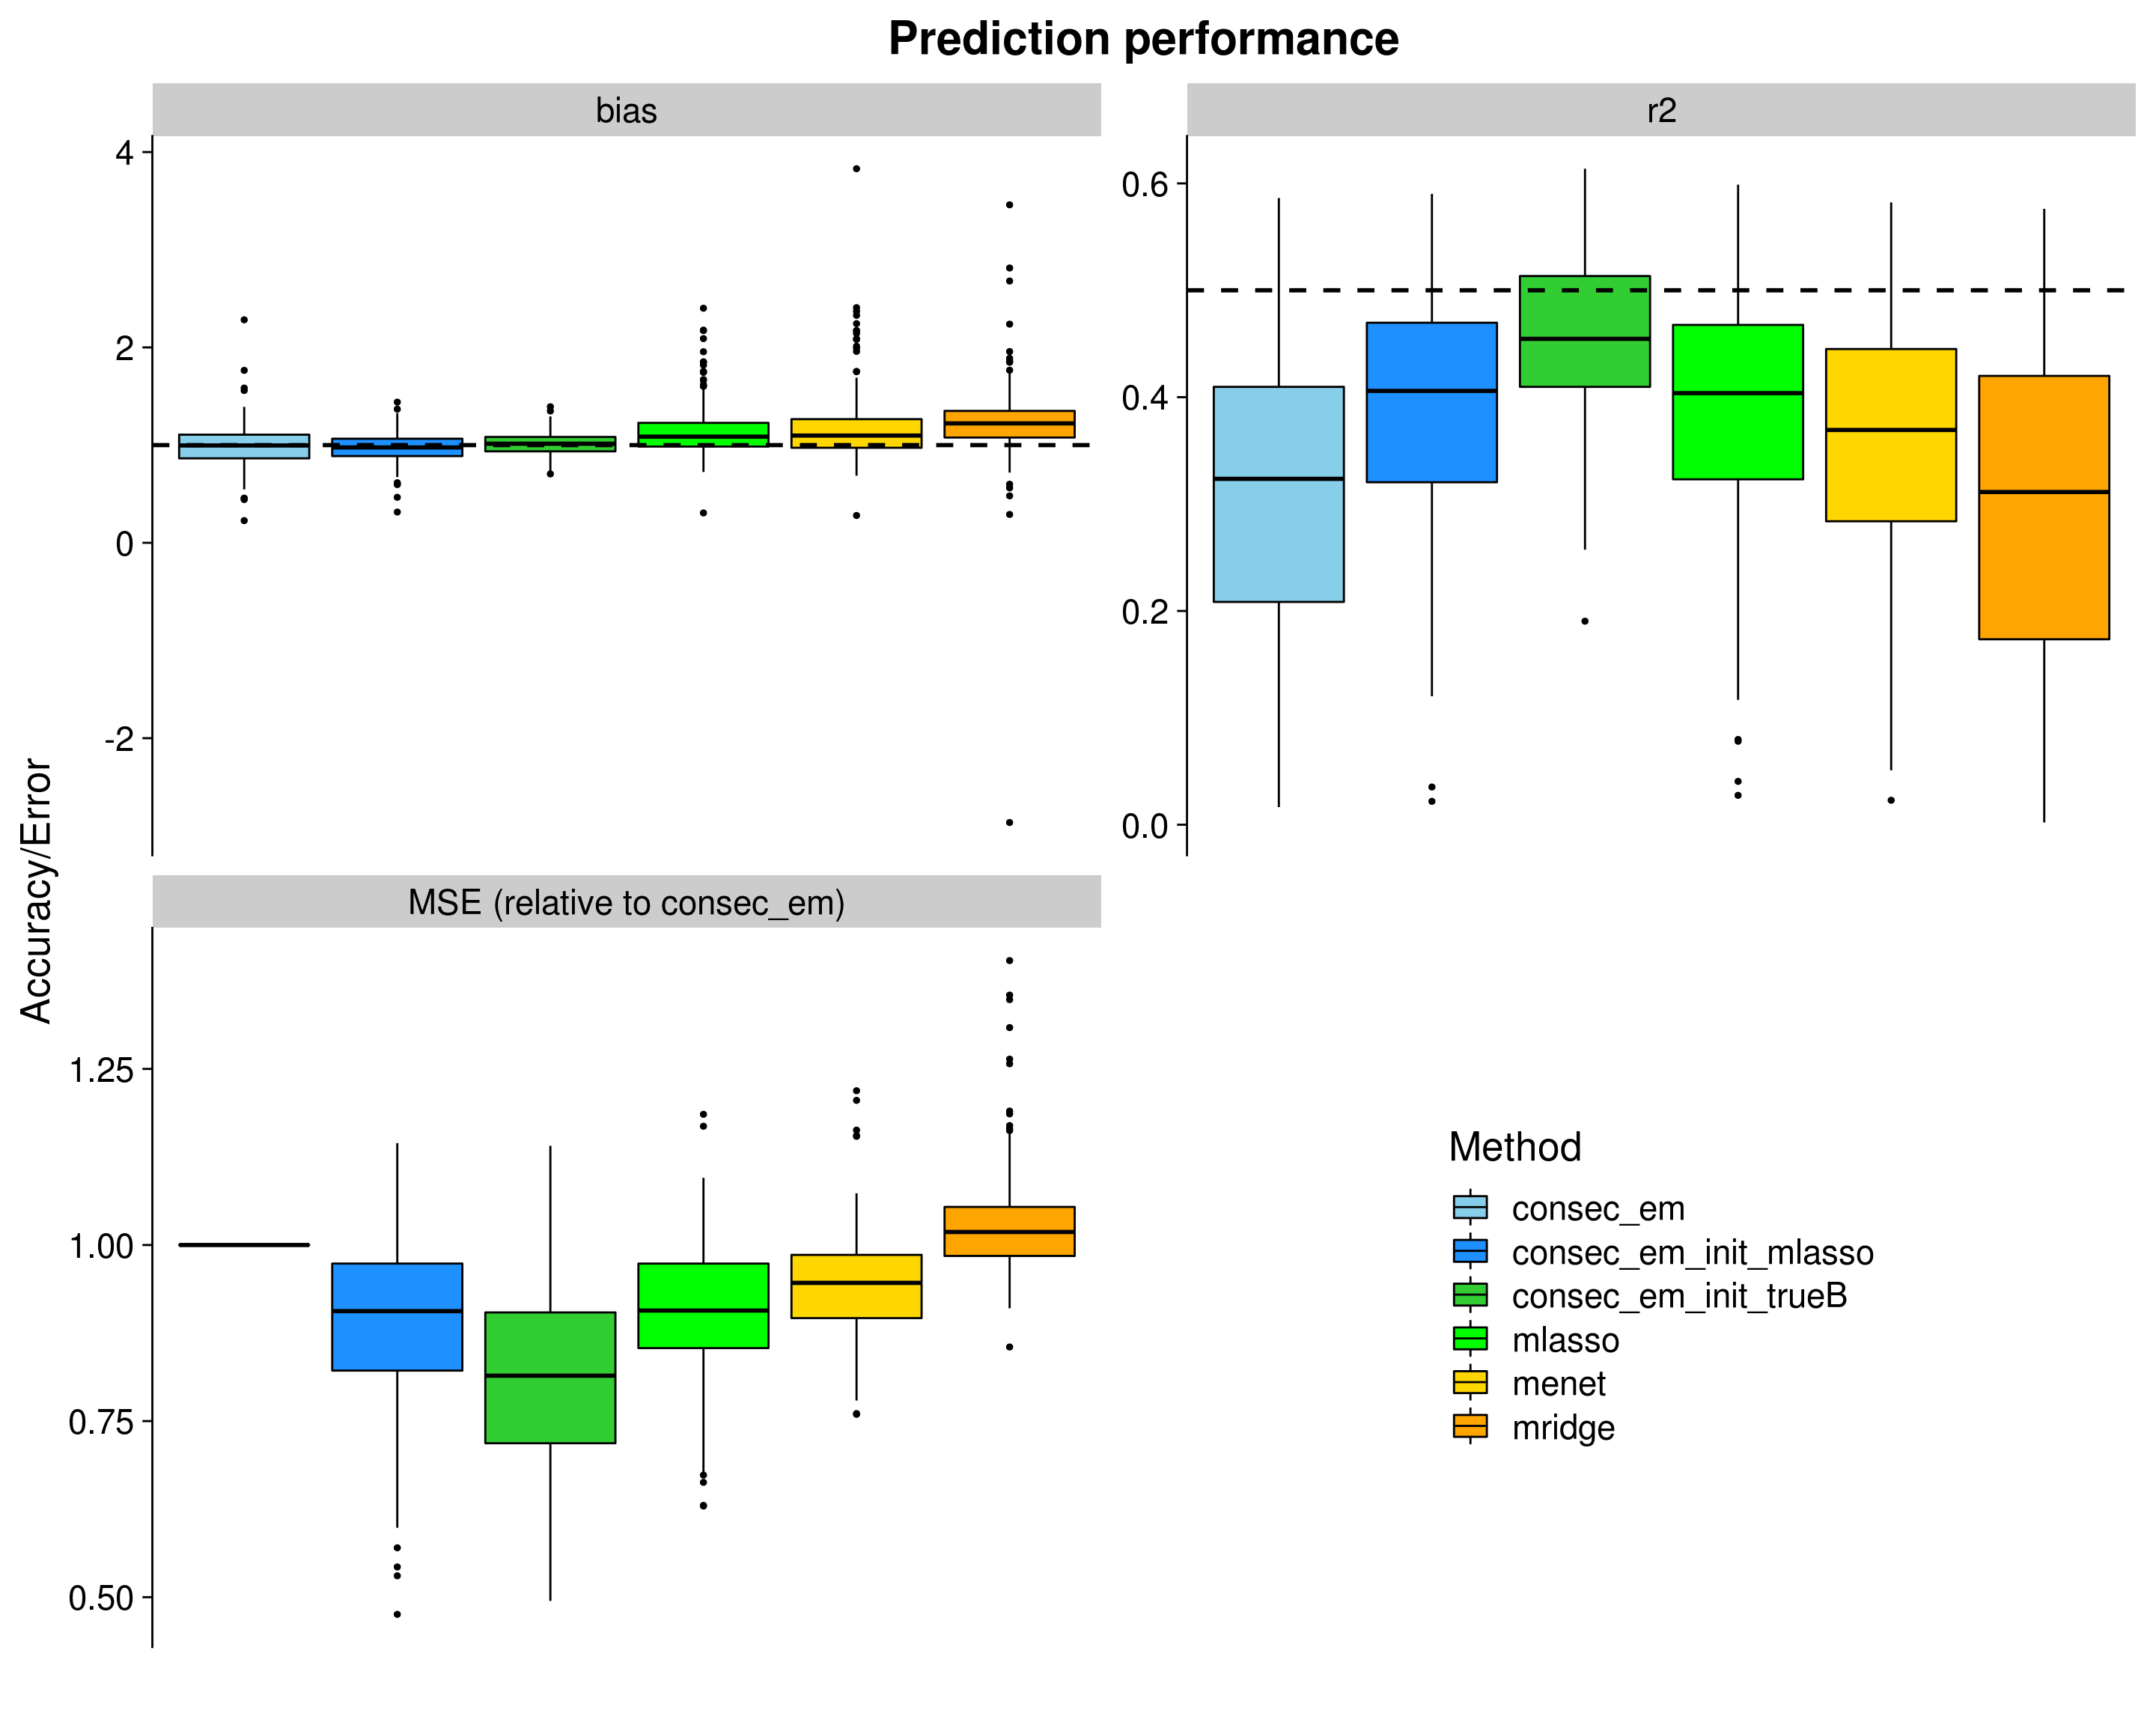 Prediction performance
bias
r2
4
2
0
-2
0.6
0.4
0.2
0.0
Accuracy/Error
MSE (relative to consec_em)
1.25
1.00
0.75
0.50
Method
consec_em
consec_em_init_mlasso
consec_em_init_trueB
mlasso
menet
mridge